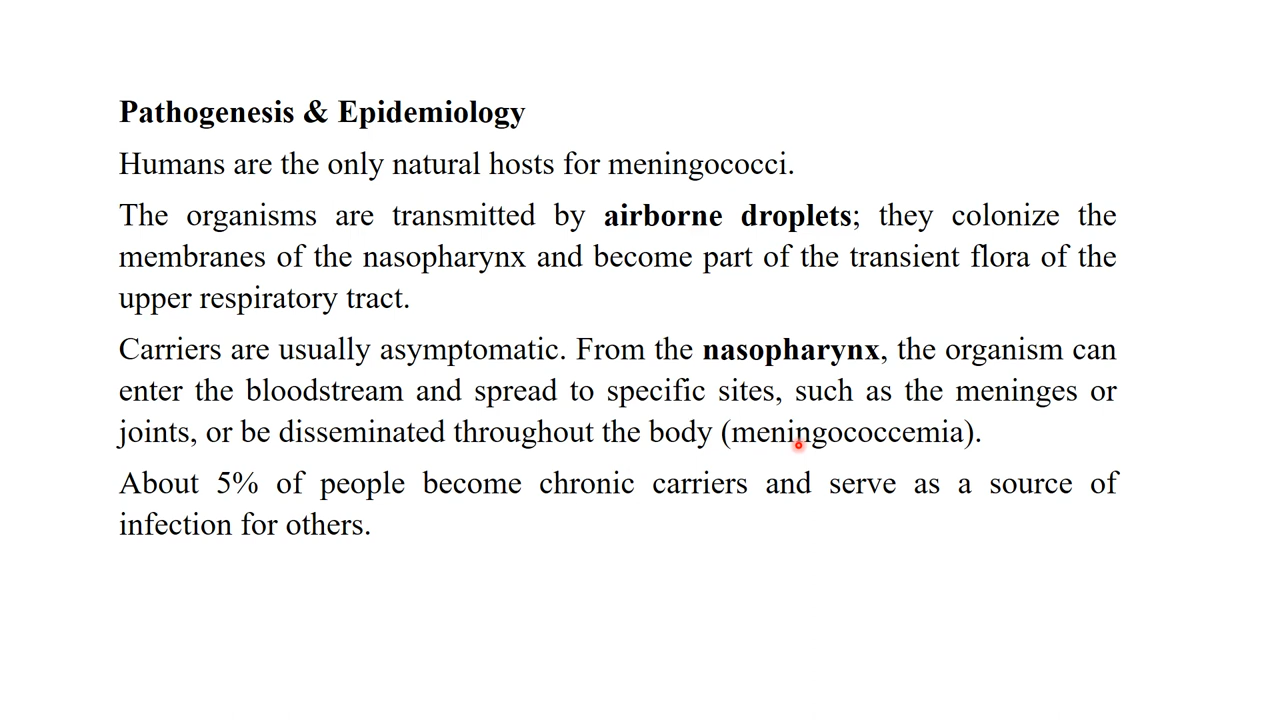 Pathogenesis & Epidemiology
Humans are the only natural hosts for meningococci.
The organisms are transmitted by airborne droplets; they colonize the
membranes of the nasopharynx and become part of the transient flora of the
upper respiratory tract.
Carriers are usually asymptomatic. From the nasopharynx, the organism can
enter the bloodstream and spread to specific sites, such as the meninges or
joints, or be disseminated throughout the body (meningococcemia).
About 5% of people become chronic carriers and serve as a source of
infection for others.